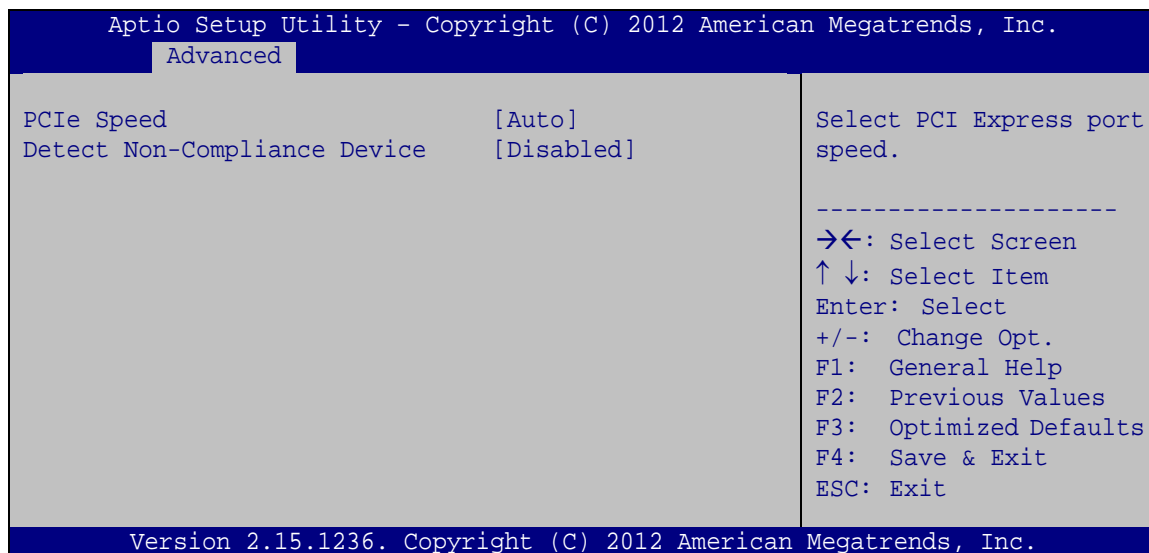 Aptio Setup Utility – Copyright (C) 2012 American Megatrends, Inc.
Advanced
PCIe Speed [Auto]
Detect Non-Compliance Device [Disabled]
Select PCI Express port
speed.
---------------------
→←: Select Screen
↑ ↓: Select Item
Enter: Select
+/-: Change Opt.
F1: General Help
F2: Previous Values
F3: Optimized Defaults
F4: Save & Exit
ESC: Exit
Version 2.15.1236. Copyright (C) 2012 American Megatrends, Inc.